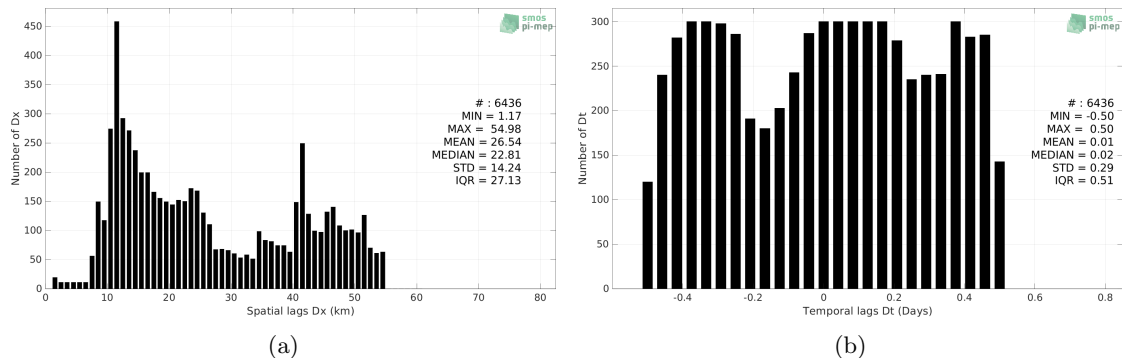 450
400
350
300
250
200
150
100
50
0
Number of Dx
0 10 20 30 40 50 60 70 80
Spatial lags Dx (km)
smos
pi-mep
# : 6436
MIN = 1.17
MAX = 54.98
MEAN = 26.54
MEDIAN = 22.81
STD = 14.24
IQR = 27.13
(a)
300
250
200
150
100
50
0
Number of Dt
-0.4 -0.2 0 0.2 0.4 0.6 0.8
Temporal lags Dt (Days)
smos
pi-mep
# : 6436
MIN = -0.50
MAX = 0.50
MEAN = 0.01
MEDIAN = 0.02
STD = 0.29
IQR = 0.51
(b)